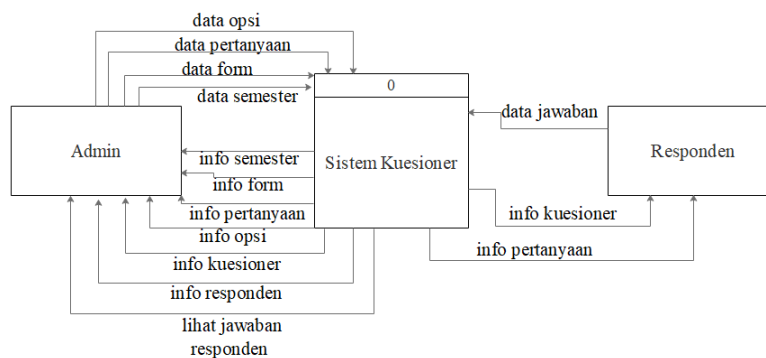 data opsi
data pertanyaan
data form
data semester
0
data jawaban
Admin
Sistem Kuesioner
Responden
info semester
info form
info pertanyaan
info kuesioner
info opsi
info pertanyaan
info kuesioner
info responden
lihat jawaban
responden